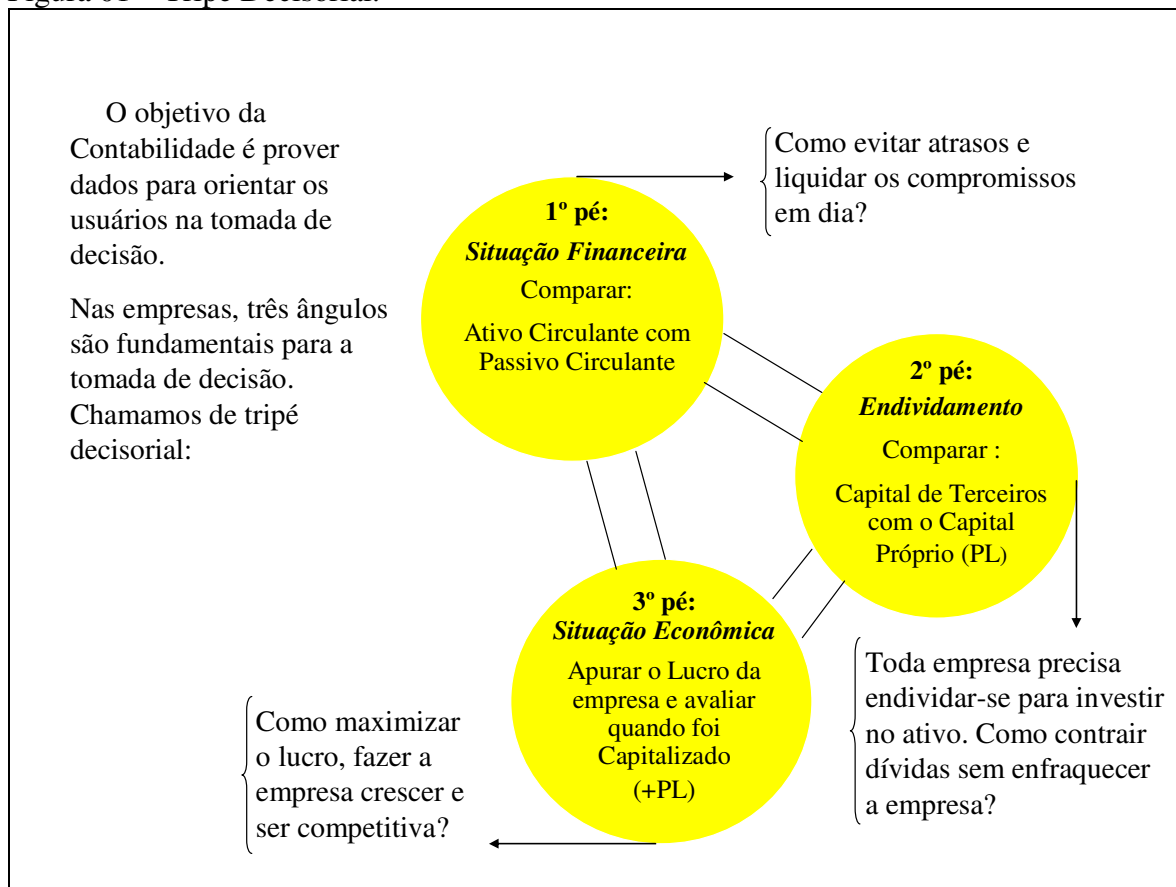 Figura 01 – Tripé Decisorial.
O objetivo da
Contabilidade é prover
dados para orientar os
usuários na tomada de
decisão.
Nas empresas, três ângulos
são fundamentais para a
tomada de decisão.
Chamamos de tripé
decisorial:
Como evitar atrasos e
liquidar os compromissos
em dia?
1º pé:
Situação Financeira
Comparar:
Ativo Circulante com
Passivo Circulante
2º pé:
Endividamento
Comparar :
Capital de Terceiros
com o Capital
Próprio (PL)
3º pé:
Situação Econômica
Apurar o Lucro da
empresa e avaliar
quando foi
Capitalizado
(+PL)
Toda empresa precisa
endividar-se para investir
no ativo. Como contrair
dívidas sem enfraquecer
a empresa?
Como maximizar
o lucro, fazer a
empresa crescer e
ser competitiva?